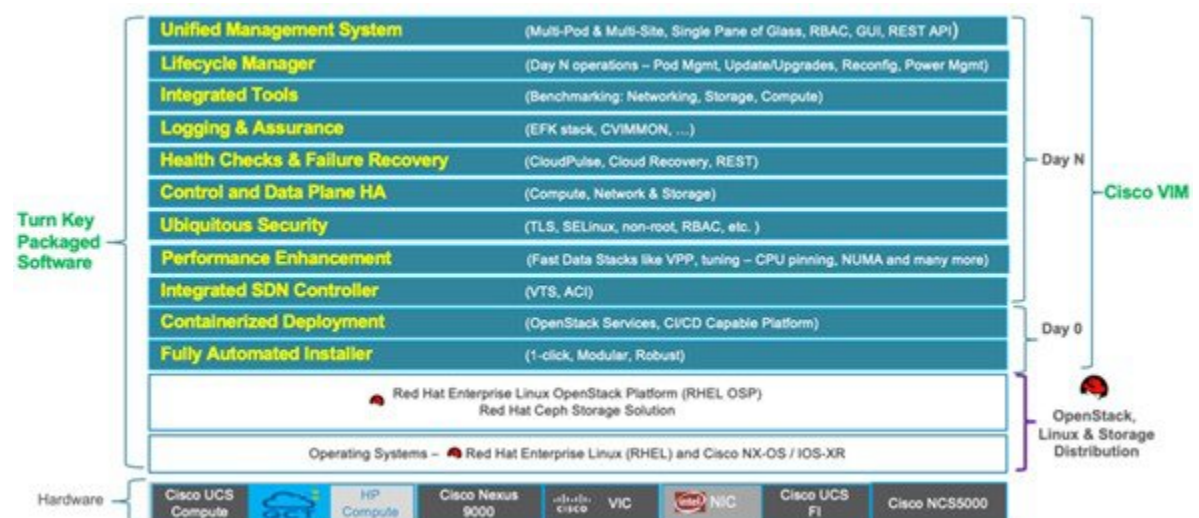 Unified Management System (Multi-Pod & Multi-Site, Single Pane of Glass, RBAC, GUI, REST API)
Lifecycle Manager (Day N operations – Pod Mgmt, Update/Upgrades, Reconfig, Power Mgmt)
Integrated Tools (Benchmarking: Networking, Storage, Compute)
Logging & Assurance (EFK stack, CVIMMON, ...)
Health Checks & Failure Recovery (CloudPulse, Cloud Recovery, REST)
Control and Data Plane HA (Compute, Network & Storage)
Ubiquitous Security (TLS, SELinux, non-root, RBAC, etc. )
Performance Enhancement (Fast Data Stacks like VPP, tuning – CPU pinning, NUMA and many more)
Integrated SDN Controller (VTS, ACI)
Containerized Deployment (OpenStack Services, CI/CD Capable Platform)
Fully Automated Installer (1-click, Modular, Robust)
Red Hat Enterprise Linux OpenStack Platform (RHEL OSP)
Red Hat Ceph Storage Solution
Operating Systems – Red Hat Enterprise Linux (RHEL) and Cisco NX-OS / IOS-XR
Turn Key
Packaged
Software
Day N
Day 0
Cisco VIM
OpenStack,
Linux & Storage
Distribution
Hardware
Cisco UCS
Compute
QCT
HP
Compute
Cisco Nexus
9000
cisco VIC
intel NIC
Cisco UCS
FI
Cisco NCS5000